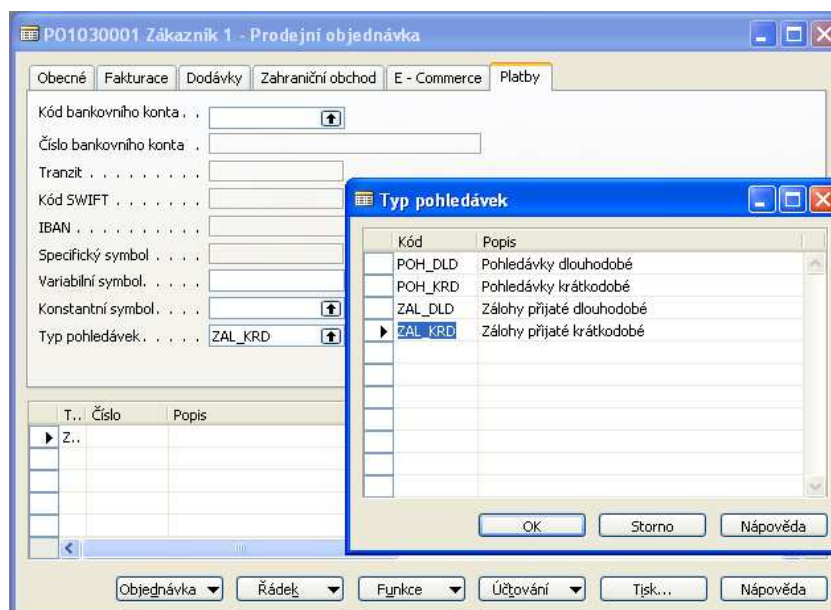 PO1030001 Zákazník 1 - Prodejní objednávka
Obecné Fakturace Dodávky Zahraniční obchod E - Commerce Platby
Kód bankovního konta . .
Číslo bankovního konta .
Tranzit . . . . . . . . .
Kód SWIFT . . . . . . .
IBAN . . . . . . . . . .
Specifický symbol . . . .
Variabilní symbol. . . . .
Konstantní symbol. . . . .
Typ pohledávek. . . . . ZAL_KRD
Typ pohledávek
Kód Popis
POH_DLD Pohledávky dlouhodobé
POH_KRD Pohledávky krátkodobé
ZAL_DLD Zálohy přijaté dlouhodobé
ZAL_KRD Zálohy přijaté krátkodobé
OK Storno Nápověda
T.. Číslo Popis
Z..
Objednávka Řádek Funkce Účtování Tisk... Nápověda